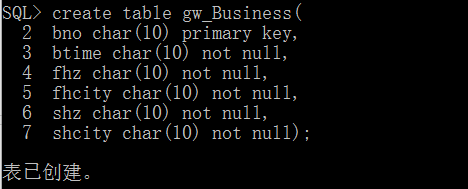 SQL> create table gw_Business(
2 bno char(10) primary key,
3 btime char(10) not null,
4 fhz char(10) not null,
5 fhcity char(10) not null,
6 shz char(10) not null,
7 shcity char(10) not null);
表已创建。